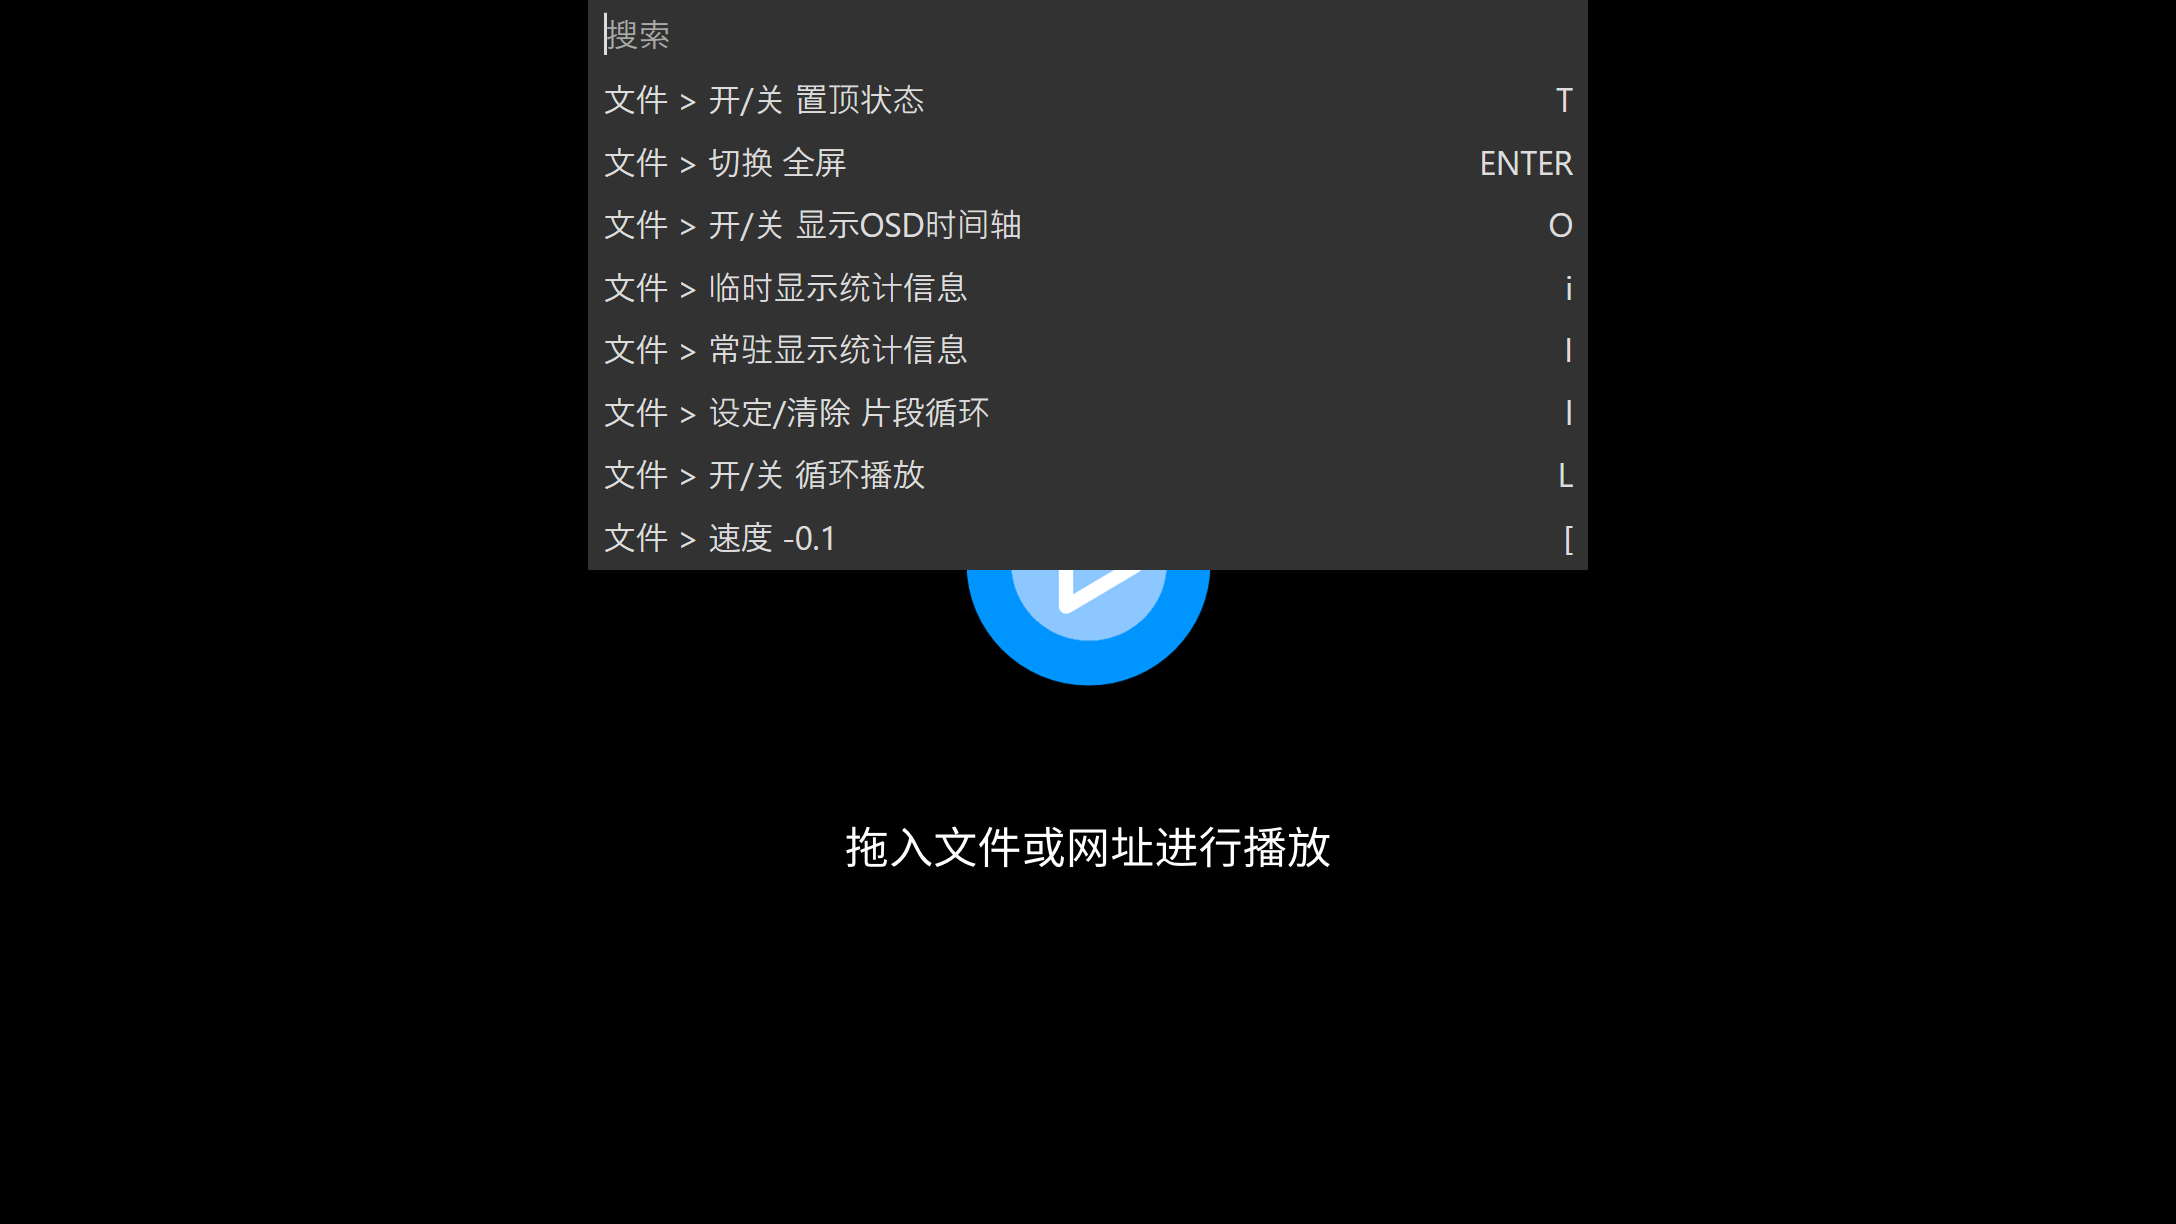 搜索
文件 > 开/关 置顶状态 T
文件 > 切换 全屏 ENTER
文件 > 开/关 显示OSD时间轴 O
文件 > 临时显示统计信息 i
文件 > 常驻显示统计信息 I
文件 > 设定/清除 片段循环 l
文件 > 开/关 循环播放 L
文件 > 速度 -0.1 [
拖入文件或网址进行播放